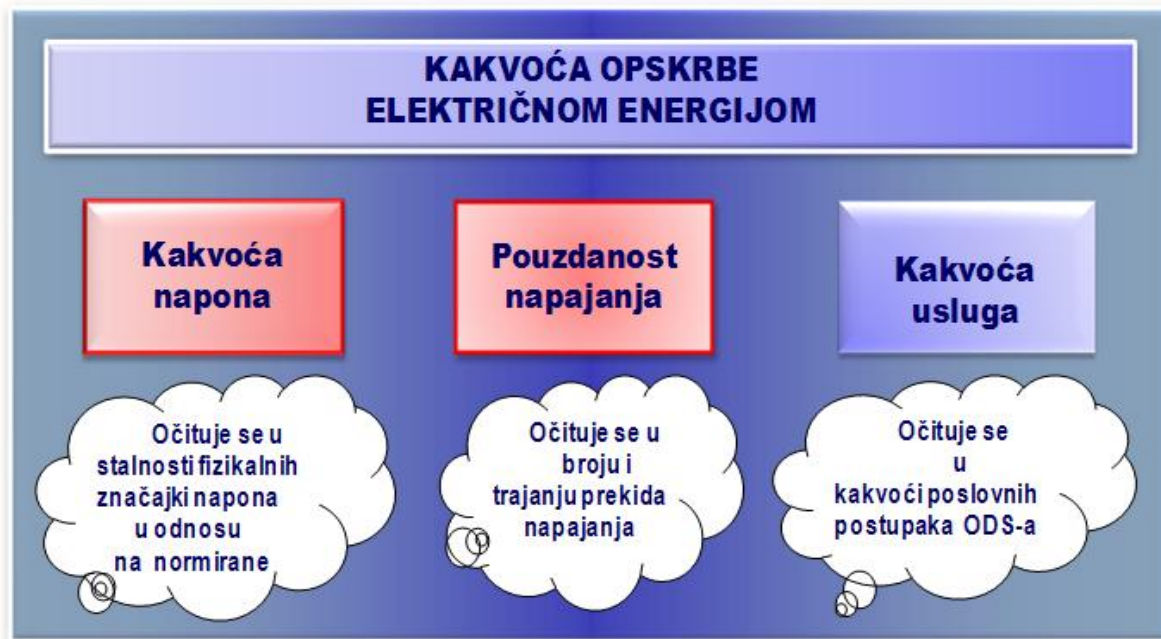 KAKVOĆA OPSKRBE
ELEKTRIČNOM ENERGIJOM
Kakvoća
napona
Pouzdanost
napajanja
Kakvoća
usluga
Očituje se u
stalnosti fizikalnih
značajki napona
u odnosu
na normirane
Očituje se u
broju i
trajanju prekida
napajanja
Očituje se
u
kakvoći poslovnih
postupaka ODS-a